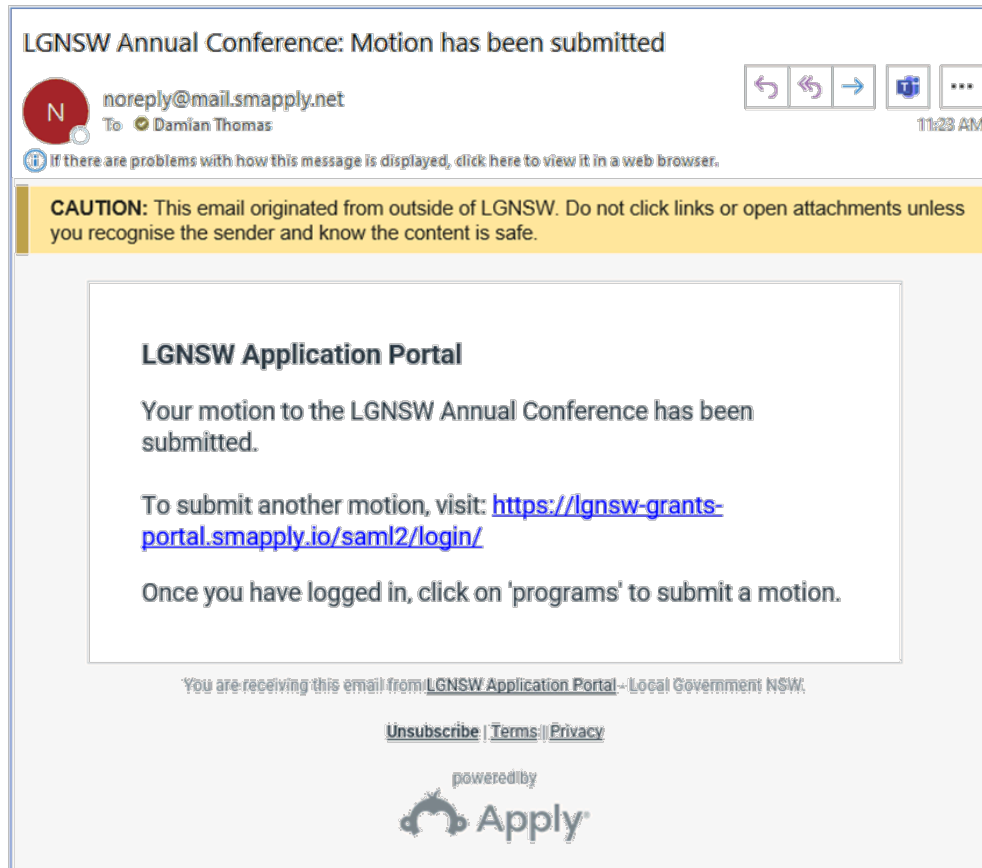 LGNSW Annual Conference: Motion has been submitted
N
noreply@mail.smapply.net
To Damian Thomas
11:23 AM
If there are problems with how this message is displayed, click here to view it in a web browser.
CAUTION: This email originated from outside of LGNSW. Do not click links or open attachments unless
you recognise the sender and know the content is safe.
LGNSW Application Portal
Your motion to the LGNSW Annual Conference has been
submitted.
To submit another motion, visit: https://lgnsw-grants-
portal.smapply.io/saml2/login/
Once you have logged in, click on 'programs' to submit a motion.
You are receiving this email from LGNSW Application Portal - Local Government NSW.
Unsubscribe | Terms | Privacy
powered by
Apply